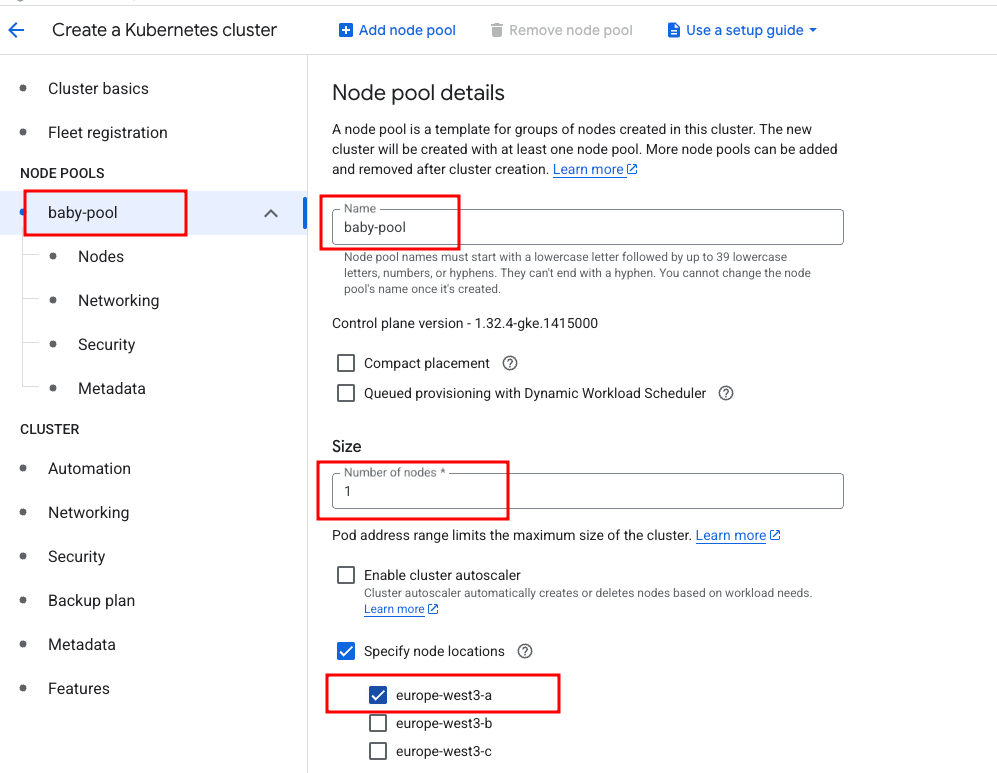 Create a Kubernetes cluster
Add node pool
Remove node pool
Use a setup guide
Cluster basics
Fleet registration
NODE POOLS
baby-pool
Nodes
Networking
Security
Metadata
CLUSTER
Automation
Networking
Security
Backup plan
Metadata
Features
Node pool details
A node pool is a template for groups of nodes created in this cluster. The new
cluster will be created with at least one node pool. More node pools can be added
and removed after cluster creation. Learn more
Name
baby-pool
Node pool names must start with a lowercase letter followed by up to 39 lowercase
letters, numbers, or hyphens. They can't end with a hyphen. You cannot change the node
pool's name once it's created.
Control plane version - 1.32.4-gke.1415000
Compact placement
Queued provisioning with Dynamic Workload Scheduler
Size
Number of nodes *
1
Pod address range limits the maximum size of the cluster. Learn more
Enable cluster autoscaler
Cluster autoscaler automatically creates or deletes nodes based on workload needs.
Learn more
Specify node locations
europe-west3-a
europe-west3-b
europe-west3-c